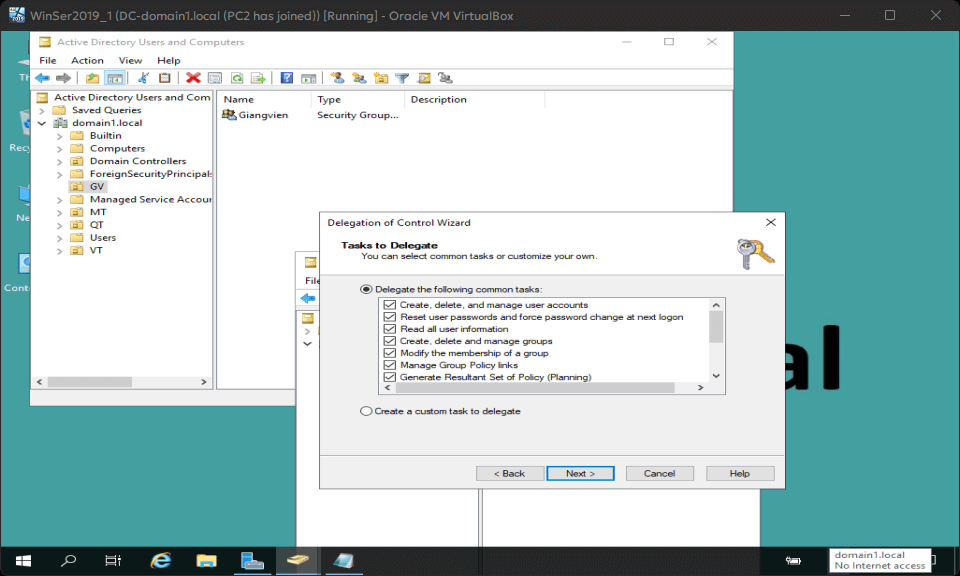 WinSer2019_1 (DC-domain1.local (PC2 has joined)) [Running] - Oracle VM VirtualBox
Active Directory Users and Computers
File Action View Help
Active Directory Users and Com
Saved Queries
domain1.local
Builtin
Computers
Domain Controllers
ForeignSecurityPrincipals
GV
Managed Service Accour
MT
QT
Users
VT
Name Type Description
Giangvien Security Group...
Th
Recy
Ne
Cont
File
Delegation of Control Wizard
Tasks to Delegate
You can select common tasks or customize your own.
Delegate the following common tasks:
Create, delete, and manage user accounts
Reset user passwords and force password change at next logon
Read all user information
Create, delete and manage groups
Modify the membership of a group
Manage Group Policy links
Generate Resultant Set of Policy (Planning)
Create a custom task to delegate
< Back Next > Cancel Help
al
domain1.local
No Internet access